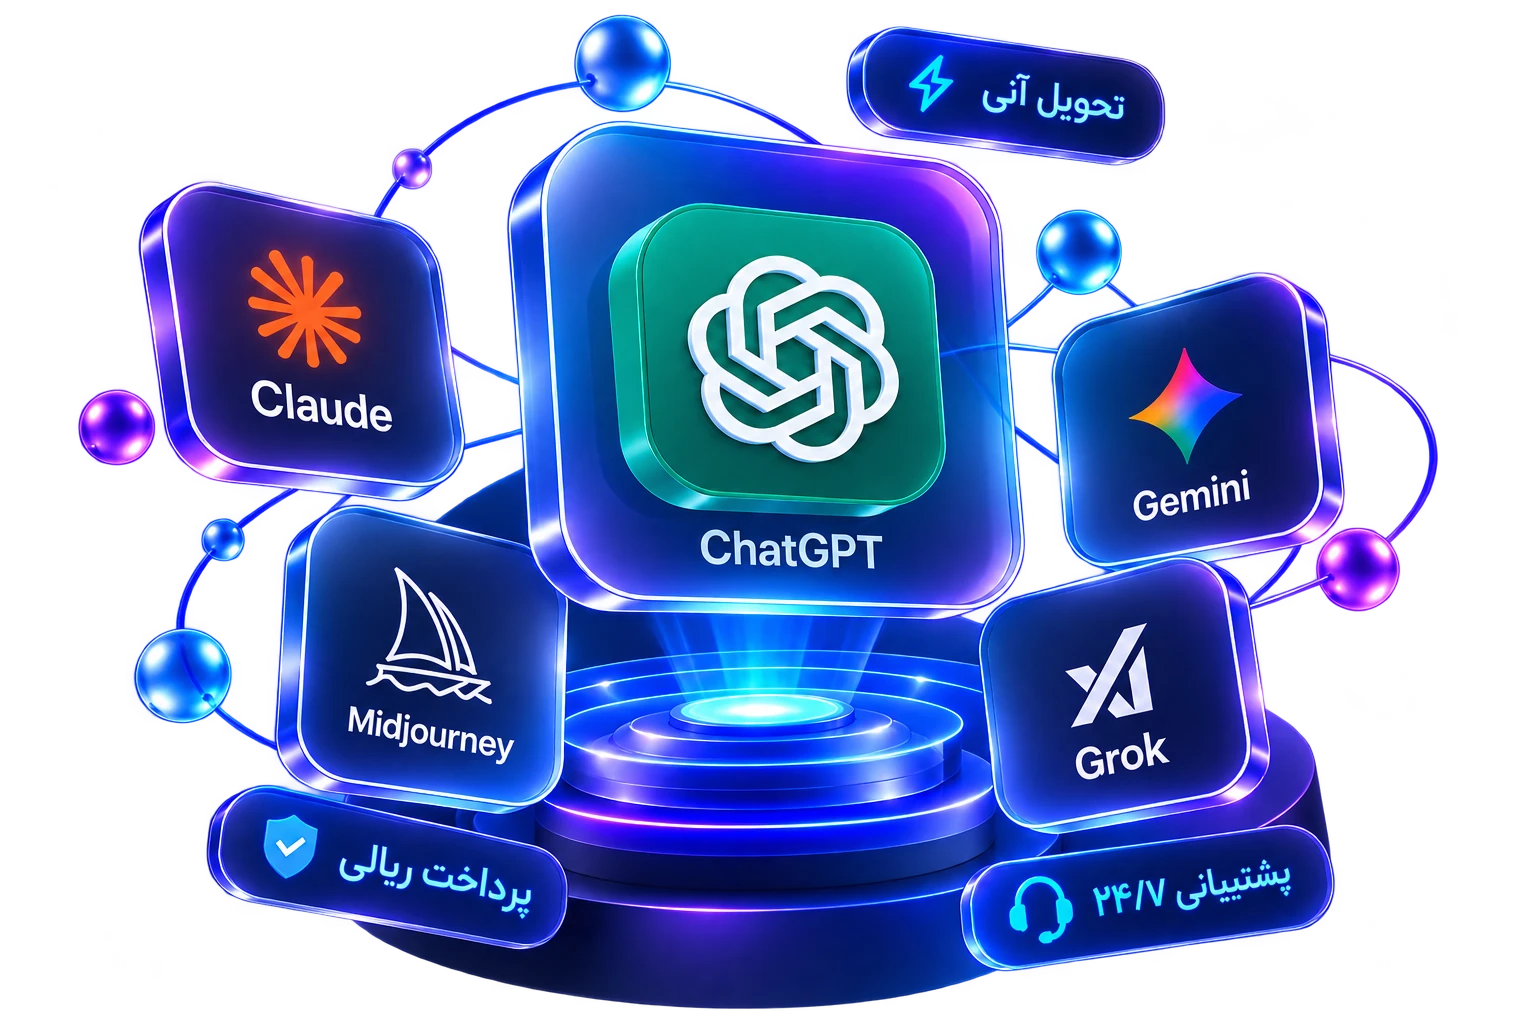 تحویل آنی
Claude
ChatGPT
Gemini
Midjourney
Grok
پرداخت ریالی
پشتیبانی ۲۴/۷